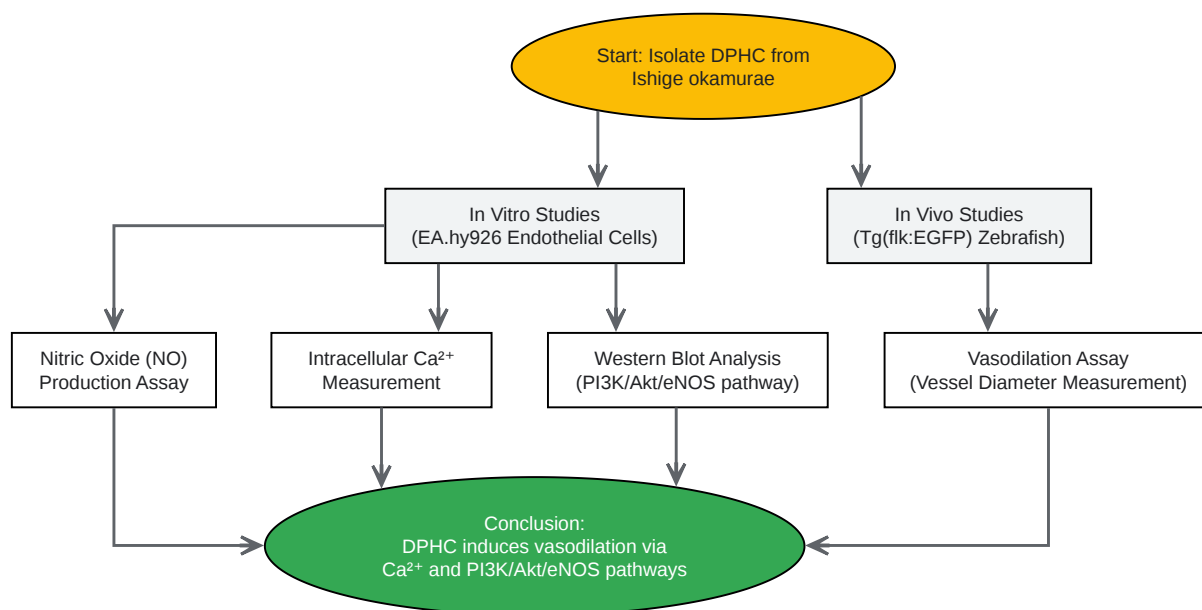 Start: Isolate DPHC from
Ishige okamurae
In Vitro Studies
(EA.hy926 Endothelial Cells)
In Vivo Studies
(Tg(flk:EGFP) Zebrafish)
Nitric Oxide (NO)
Production Assay
Intracellular Ca²⁺
Measurement
Western Blot Analysis
(PI3K/Akt/eNOS pathway)
Vasodilation Assay
(Vessel Diameter Measurement)
Conclusion:
DPHC induces vasodilation via
Ca²⁺ and PI3K/Akt/eNOS pathways